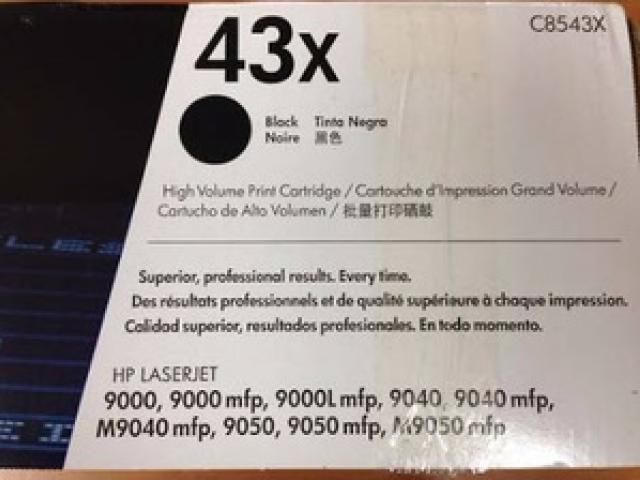 43x
C8543X
Black Tinta Negra
Noire 黑色
High Volume Print Cartridge / Cartouche d'Impression Grand Volume /
Cartucho de Alto Volumen / 批量打印硒鼓
Superior, professional results. Every time.
Des résultats professionnels et de qualité supérieure à chaque impression.
Calidad superior, resultados profesionales. En todo momento.
HP LASERJET
9000, 9000 mfp, 9000L mfp, 9040, 9040 mfp,
M9040 mfp, 9050, 9050 mfp, M9050 mfp